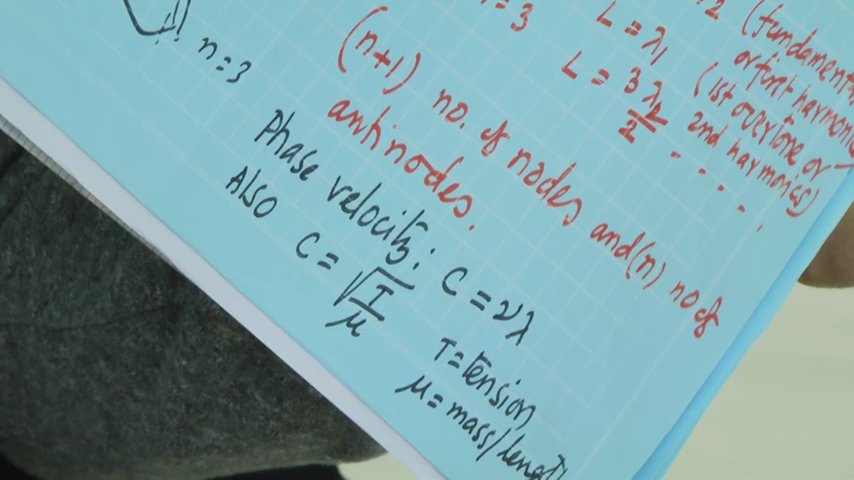 n=3
=3
L = λ₁
L = 3λ₂/2 . . . . . .
(fundamental
or first harmonic
(1st overtone or
2nd harmonics)
(n+1) no. of nodes and (n) no of
antinodes.
Phase velocity: C = νλ
Also C = √T/μ
T = tension
μ = mass/length